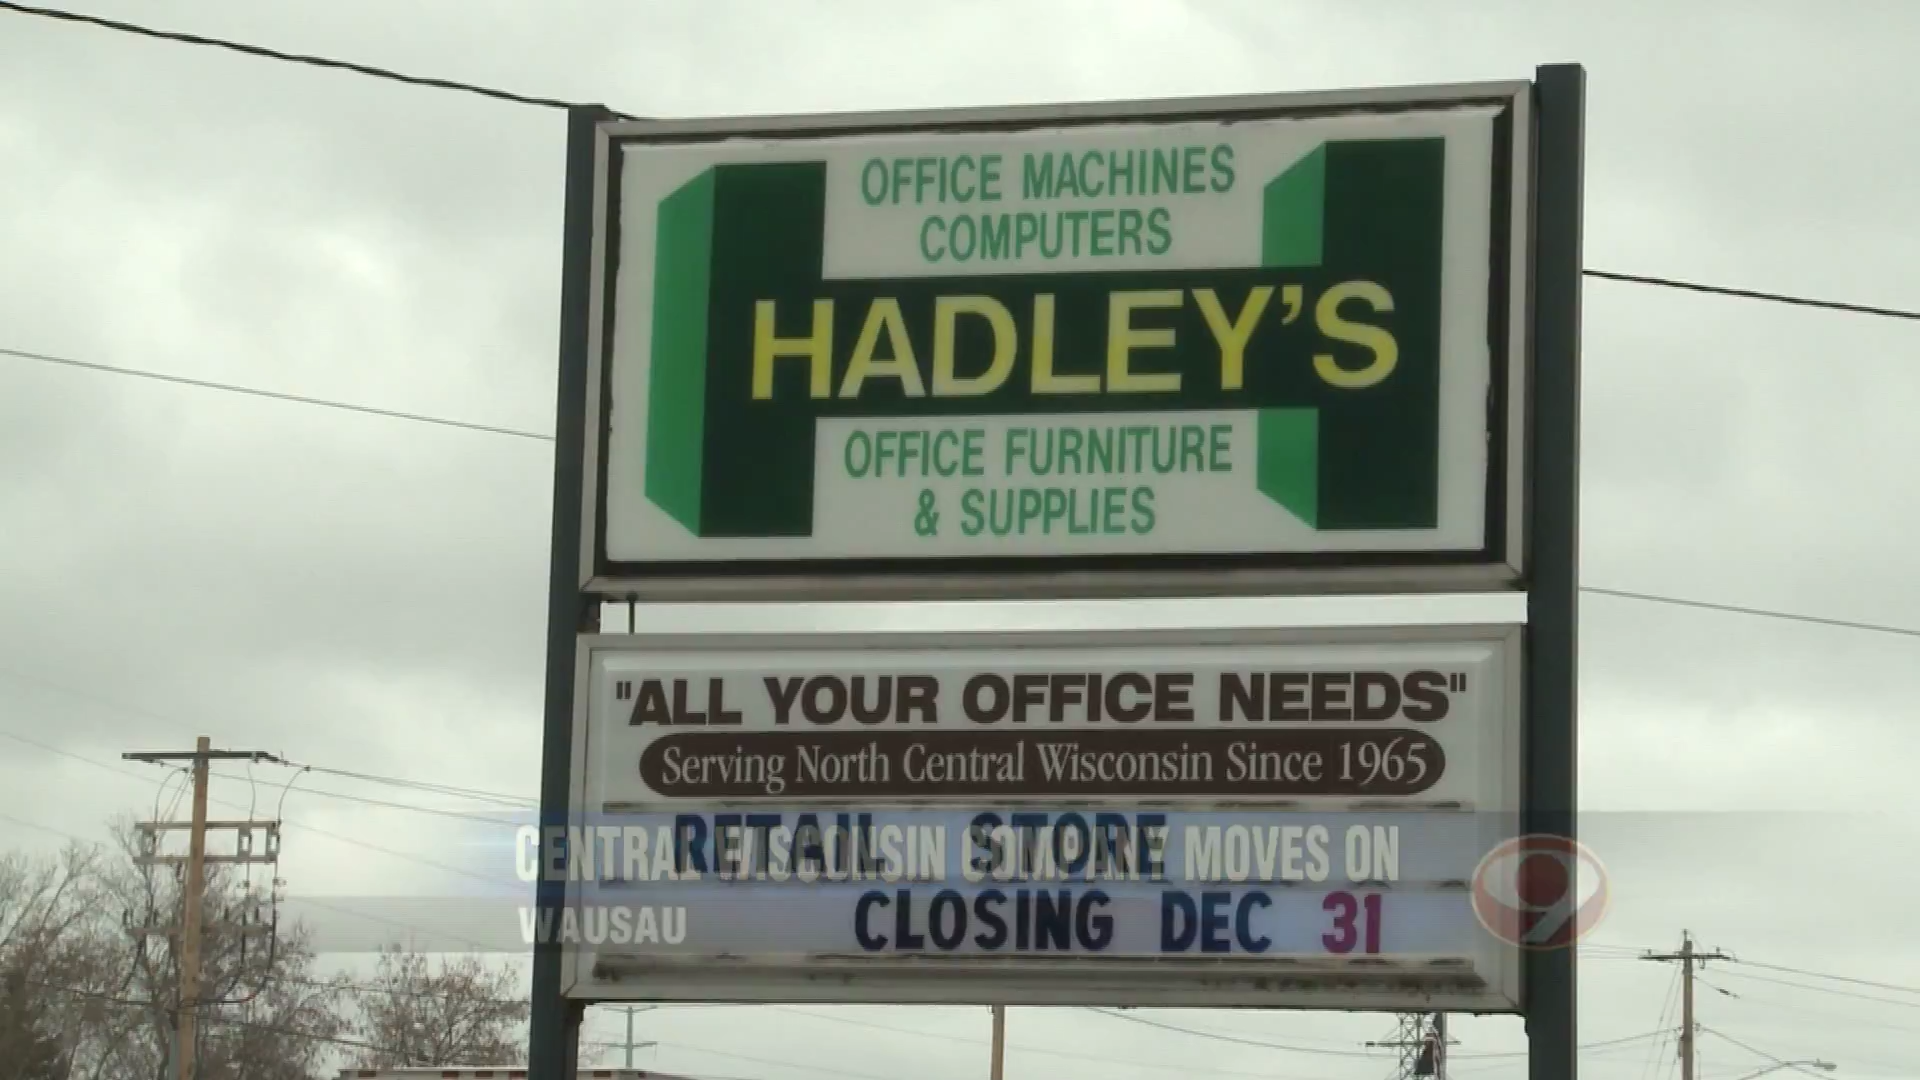 OFFICE MACHINES
COMPUTERS
HADLEY'S
OFFICE FURNITURE
& SUPPLIES
"ALL YOUR OFFICE NEEDS"
Serving North Central Wisconsin Since 1965
RETAIL STORE
CLOSING DEC 31
CENTRAL WISCONSIN COMPANY MOVES ON
WAUSAU
9